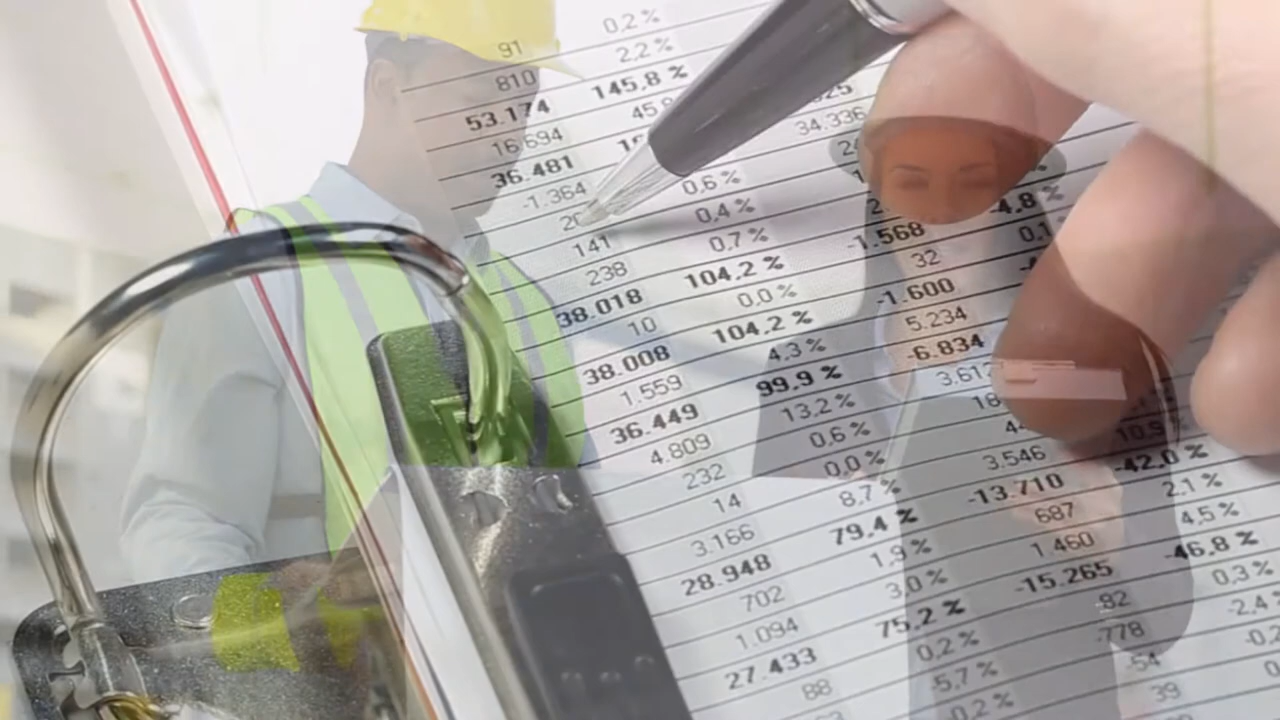 91 0,2 %
810 2,2 %
53.174 145,8 %
16.694
36.481 34.336
-1.364
0,6 %
141 0,4 %
238 0,7 %
38.018 104,2 % -1.568 -4,8 %
10 0,0 % 32 0,1
38.008 104,2 % -1.600
1.559 4,3 % 5.234
36.449 99,9 % -6.834
4.809 13,2 %
232 0,6 %
14 0,0 %
3.166 8,7 % 3.546 10,9 %
28.948 79,4 % -13.710 -42,0 %
702 1,9 % 687 2,1 %
1.094 3,0 % 1.460 4,5 %
27.433 75,2 % -15.265 -46,8 %
88 0,2 % 82 0,3 %
-5,7 % -778 -2,4
-0,2 % -54 -0,2
39